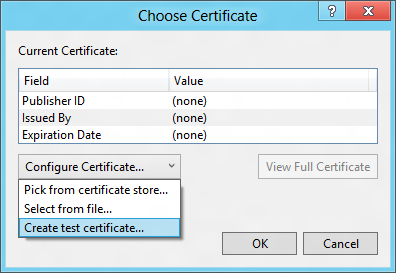 Choose Certificate
?
Current Certificate:
Field Value
Publisher ID (none)
Issued By (none)
Expiration Date (none)
Configure Certificate... View Full Certificate
Pick from certificate store...
Select from file...
Create test certificate...
OK Cancel